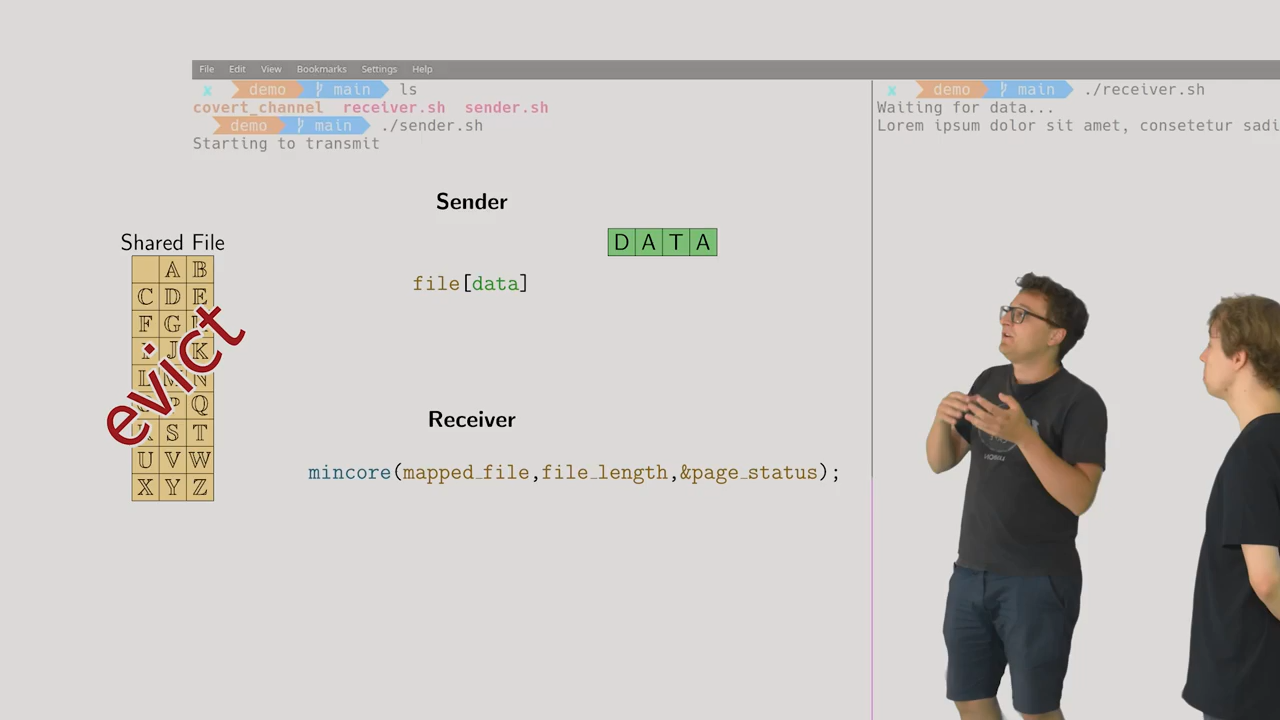 File Edit View Bookmarks Settings Help
demo main ls
covert_channel receiver.sh sender.sh
demo main ./sender.sh
Starting to transmit
demo main ./receiver.sh
Waiting for data...
Lorem ipsum dolor sit amet, consetetur sadi
Sender
D A T A
file[data]
Shared File
A B
C D E
F G
J K
L M N
P Q
S T
U V W
X Y Z
evict
Receiver
mincore(mapped_file,file_length,&page_status);